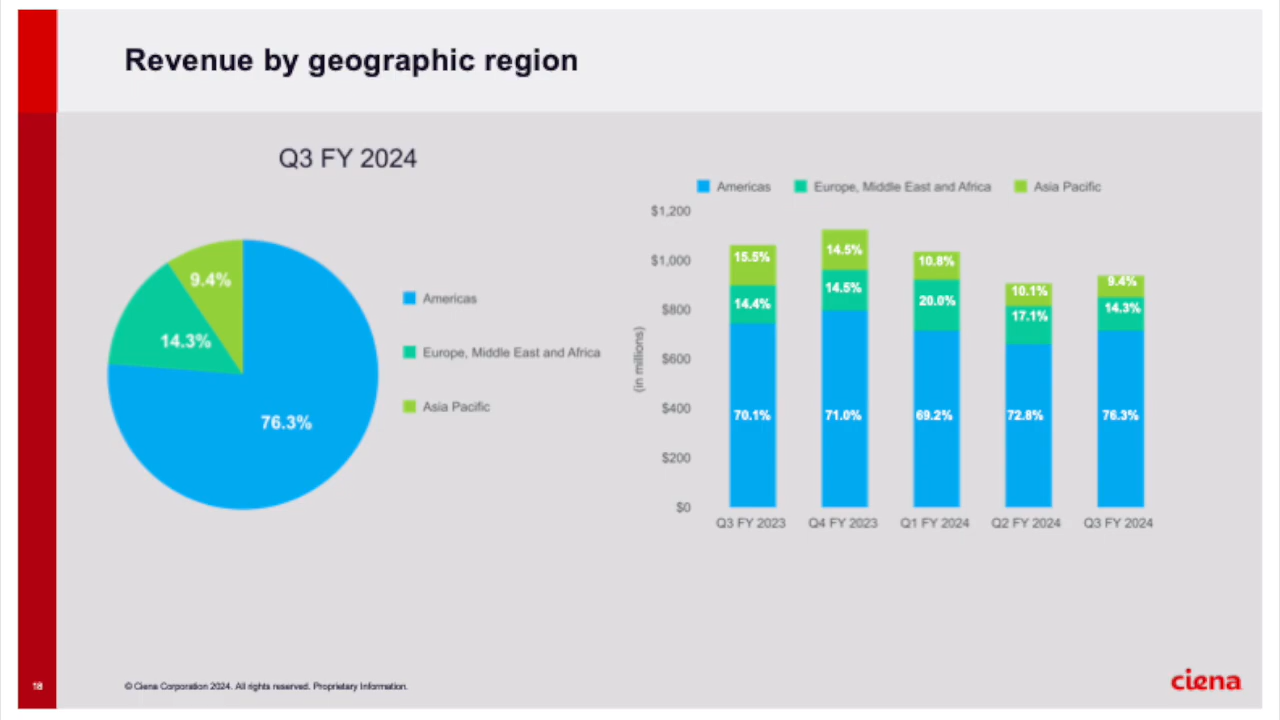 Revenue by geographic region
Q3 FY 2024
9.4%
14.3%
76.3%
Americas
Europe, Middle East and Africa
Asia Pacific
Americas Europe, Middle East and Africa Asia Pacific
(in millions)
$1,200
$1,000
$800
$600
$400
$200
$0
15.5% 14.5% 10.8% 10.1% 9.4%
14.4% 14.5% 20.0% 17.1% 14.3%
70.1% 71.0% 69.2% 72.8% 76.3%
Q3 FY 2023 Q4 FY 2023 Q1 FY 2024 Q2 FY 2024 Q3 FY 2024
18 © Ciena Corporation 2024. All rights reserved. Proprietary Information.
ciena